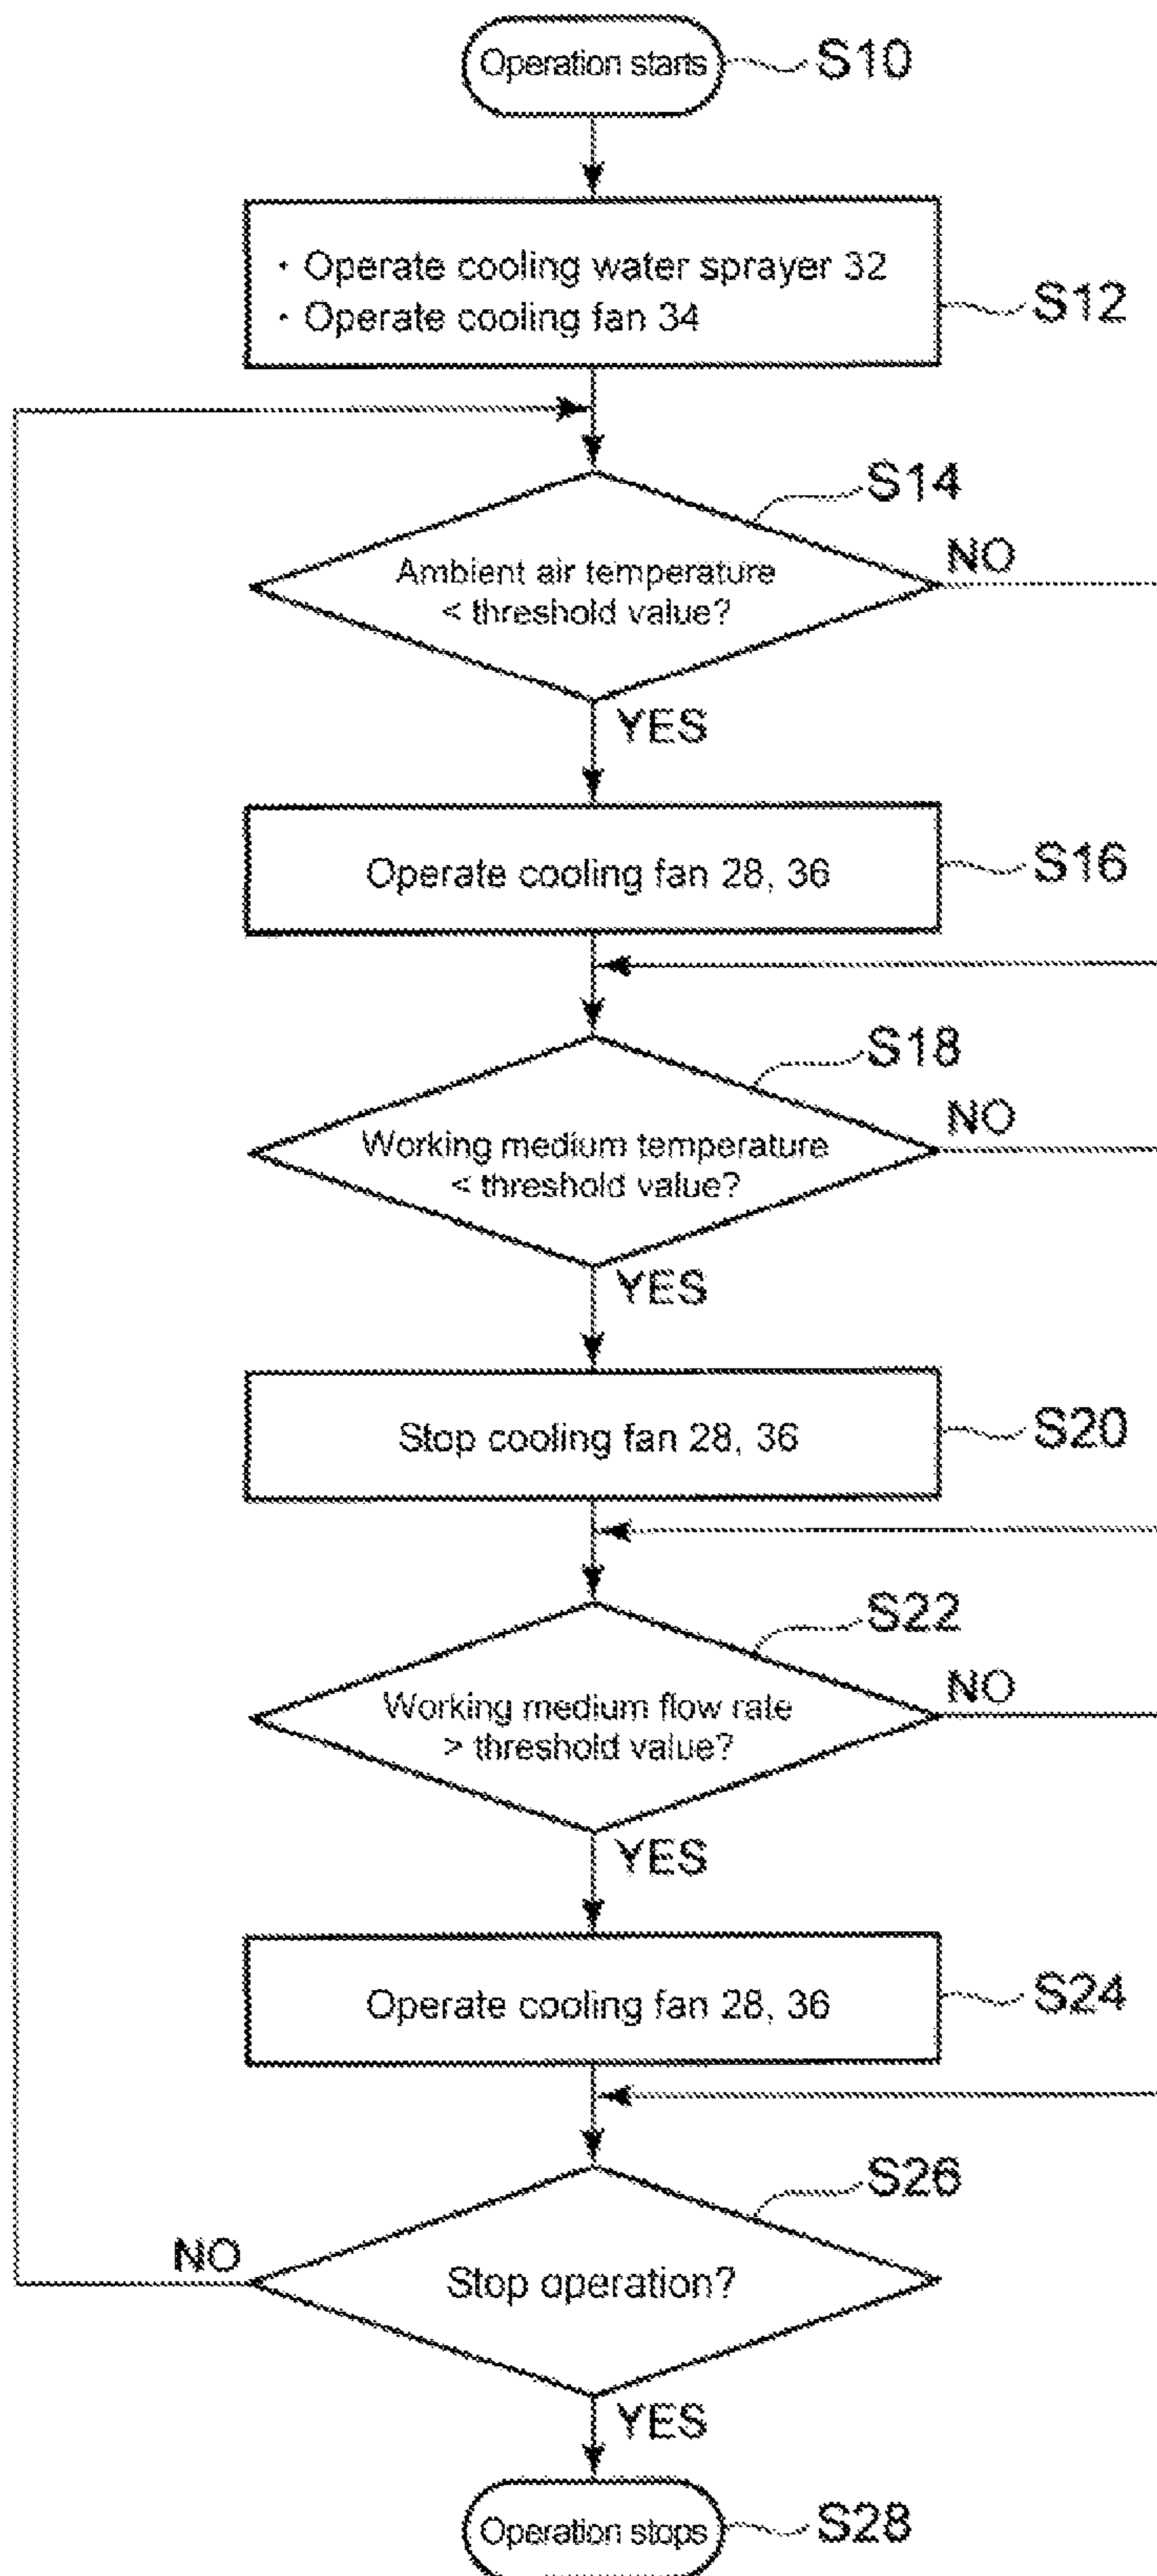 Operation starts S10
・Operate cooling water sprayer 32
・Operate cooling fan 34
S12
S14
NO
Ambient air temperature
< threshold value?
YES
Operate cooling fan 28, 36 S16
S18
NO
Working medium temperature
< threshold value?
YES
Stop cooling fan 28, 36 S20
S22
NO
Working medium flow rate
> threshold value?
YES
Operate cooling fan 28, 36 S24
S26
NO
Stop operation?
YES
Operation stops S28